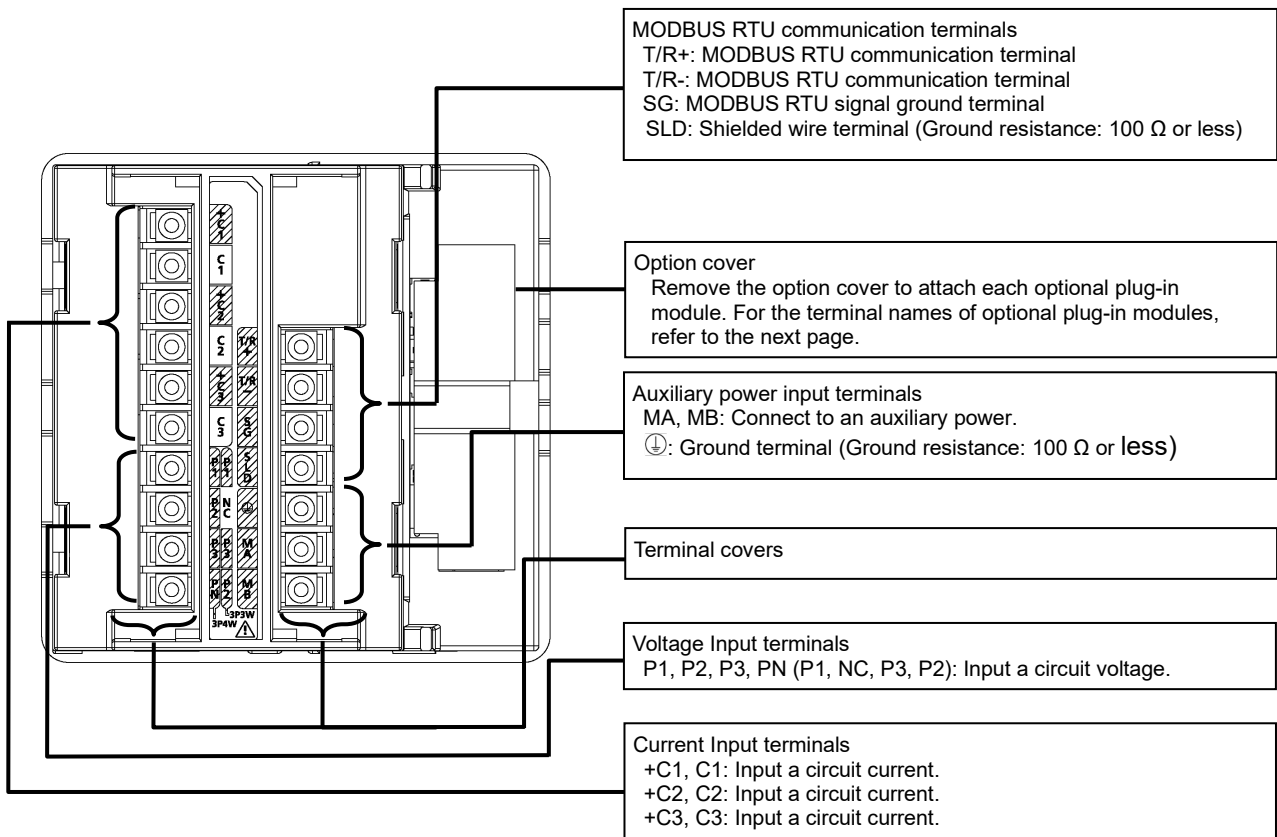 MODBUS RTU communication terminals
T/R+: MODBUS RTU communication terminal
T/R-: MODBUS RTU communication terminal
SG: MODBUS RTU signal ground terminal
SLD: Shielded wire terminal (Ground resistance: 100 Ω or less)
+C1
C1
+C2
C2
T/R+
+C3
T/R−
C3
SG
P1
P1
SLD
P2
NC
P3
P3
MA
PN
P2
MB
3P3W
3P4W
Option cover
Remove the option cover to attach each optional plug-in
module. For the terminal names of optional plug-in modules,
refer to the next page.
Auxiliary power input terminals
MA, MB: Connect to an auxiliary power.
⏚: Ground terminal (Ground resistance: 100 Ω or less)
Terminal covers
Voltage Input terminals
P1, P2, P3, PN (P1, NC, P3, P2): Input a circuit voltage.
Current Input terminals
+C1, C1: Input a circuit current.
+C2, C2: Input a circuit current.
+C3, C3: Input a circuit current.